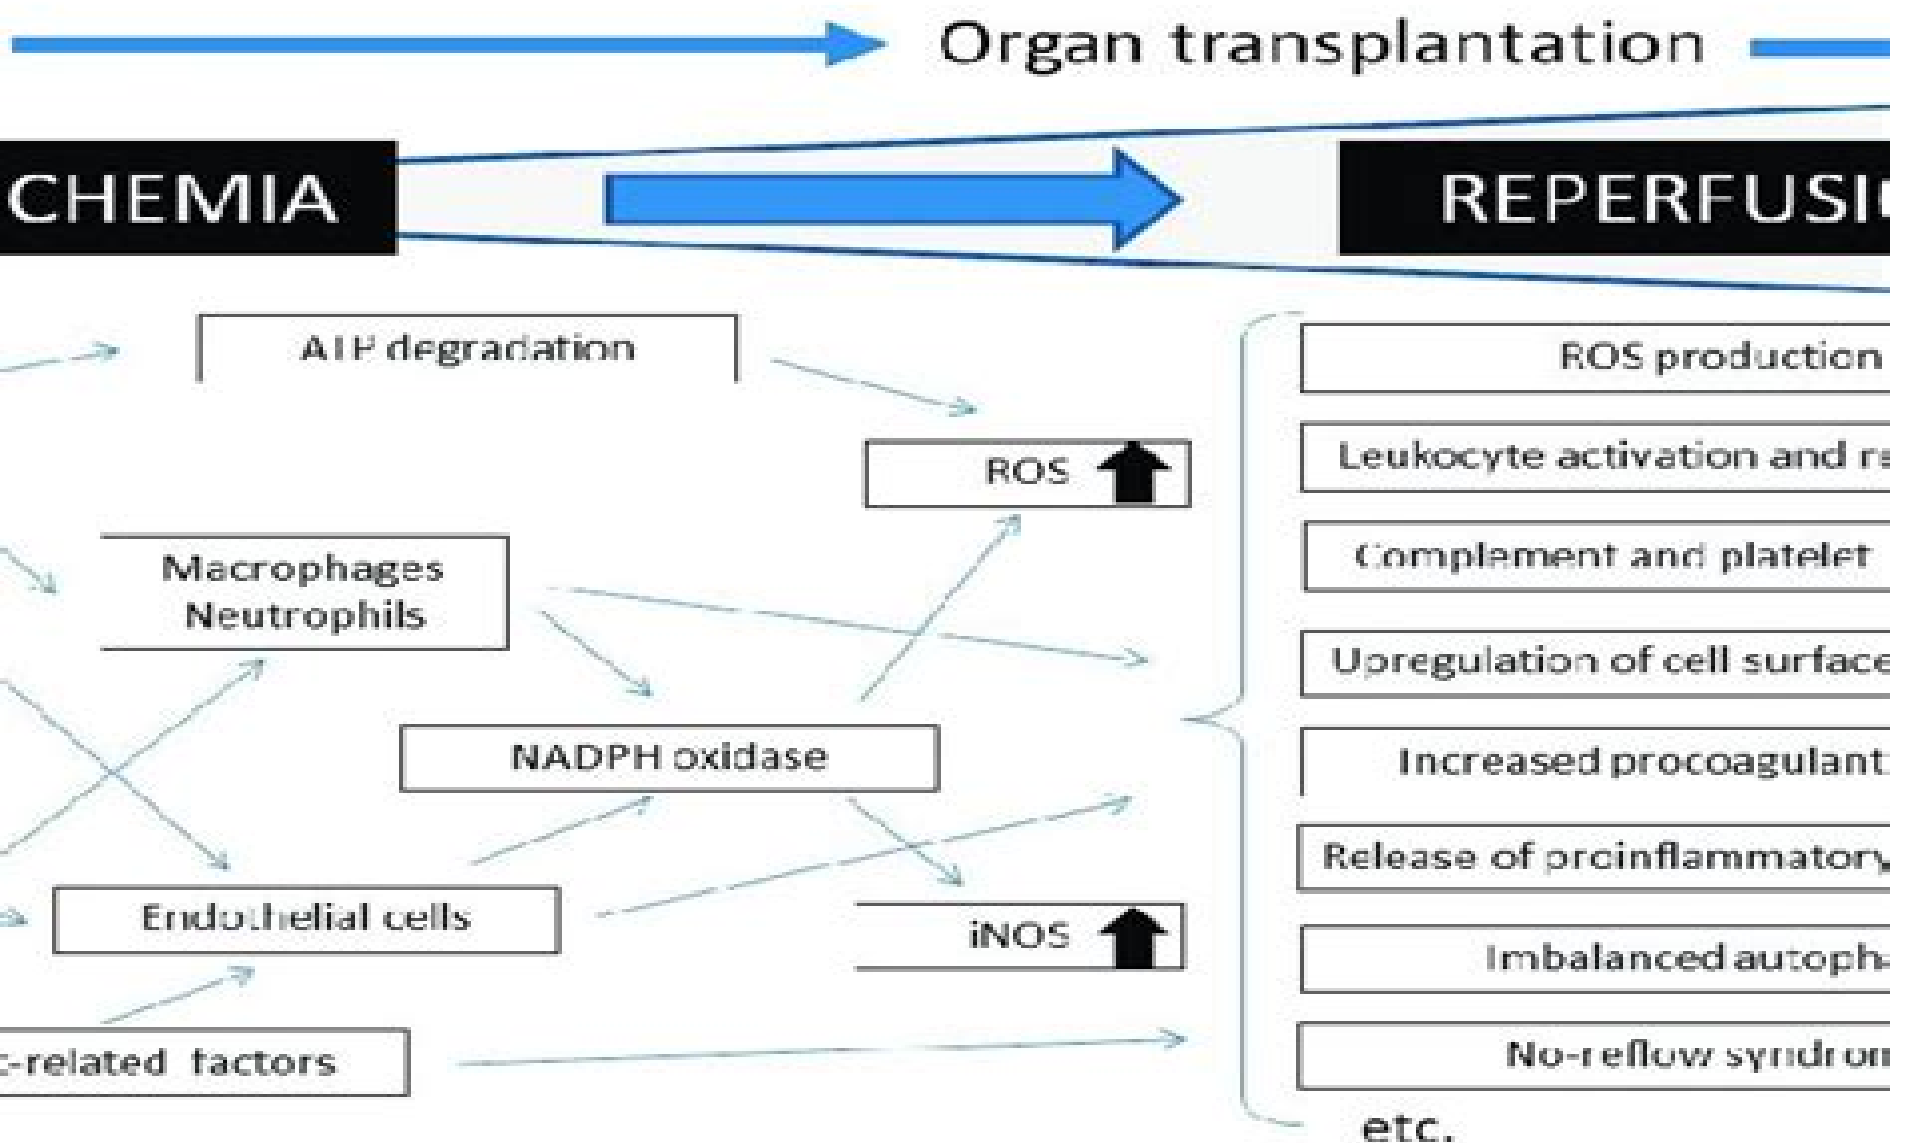 Organ transplantation
CHEMIA
REPERFUSI
ATP degradation
ROS production
ROS
Leukocyte activation and re
Macrophages
Neutrophils
Complement and platelet
Upregulation of cell surface
NADPH oxidase
Increased procoagulant
Release of proinflammatory
Endothelial cells
iNOS
Imbalanced autoph
-related factors
No-reflow syndrom
etc.